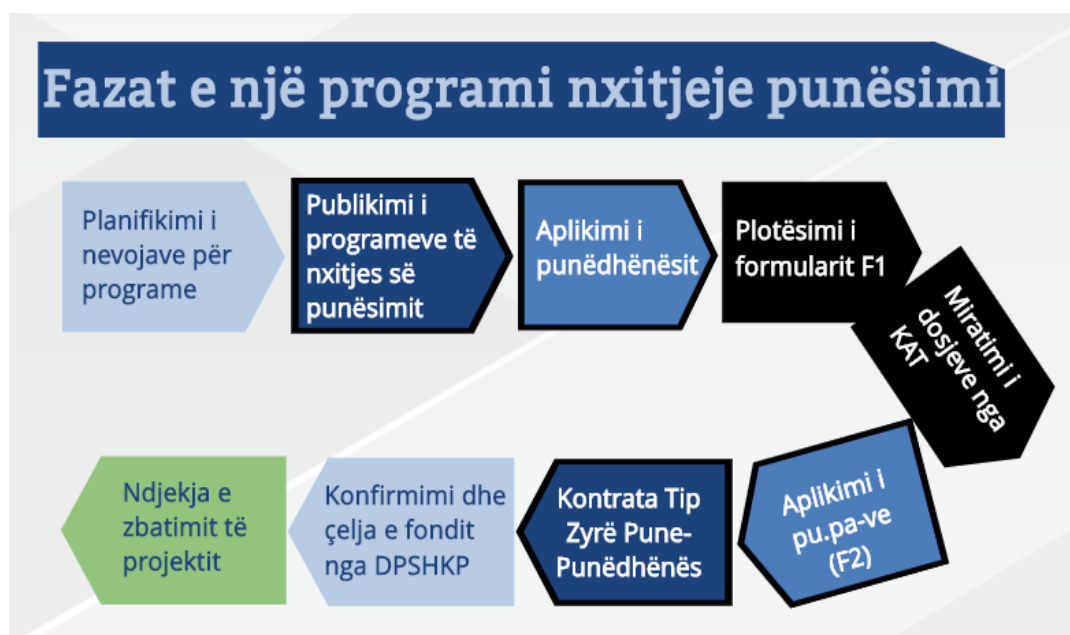 Fazat e një programi nxitjeje punësimi
Planifikimi i
nevojave për
programe
Publikimi i
programeve të
nxitjes së
punësimit
Aplikimi i
punëdhënësit
Plotësimi i
formularit F1
Miratimi i
dosjeve nga
KAT
Aplikimi i
pu.pa-ve
(F2)
Kontrata Tip
Zyrë Pune-
Punëdhënës
Konfirmimi dhe
çelja e fondit
nga DPSHKP
Ndjekja e
zbatimit të
projektit